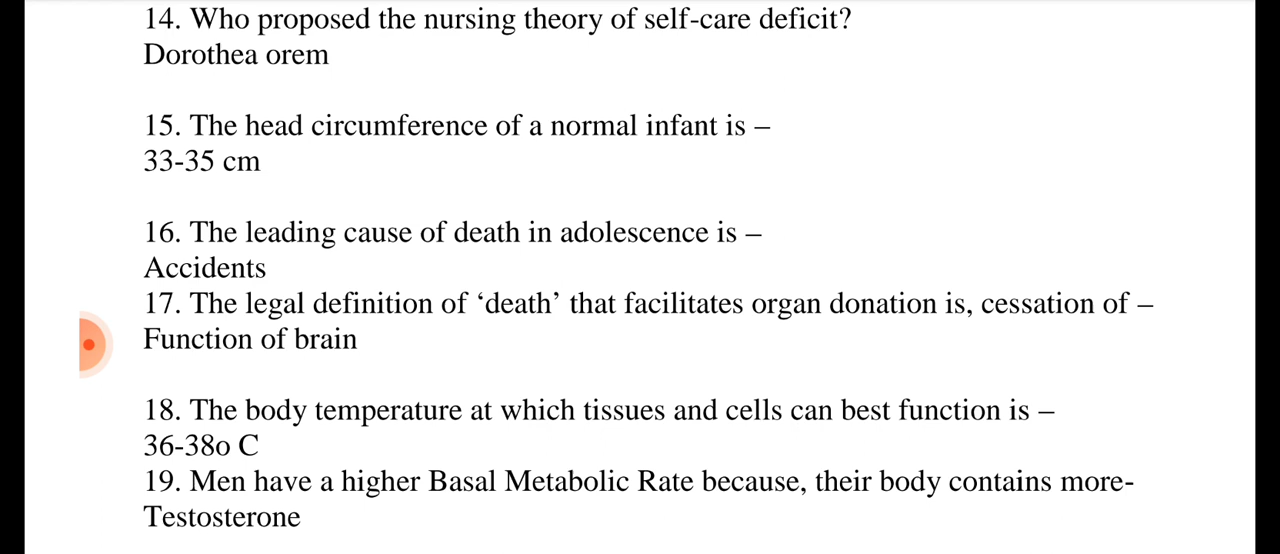 14. Who proposed the nursing theory of self-care deficit?
Dorothea orem
15. The head circumference of a normal infant is –
33-35 cm
16. The leading cause of death in adolescence is –
Accidents
17. The legal definition of ‘death’ that facilitates organ donation is, cessation of –
Function of brain
18. The body temperature at which tissues and cells can best function is –
36-38o C
19. Men have a higher Basal Metabolic Rate because, their body contains more-
Testosterone